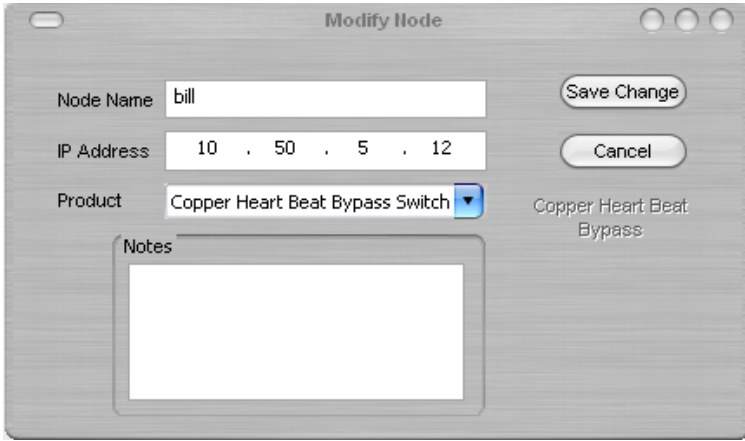 Modify Node
Node Name bill Save Change
IP Address 10 . 50 . 5 . 12 Cancel
Product Copper Heart Beat Bypass Switch Copper Heart Beat
Bypass
Notes